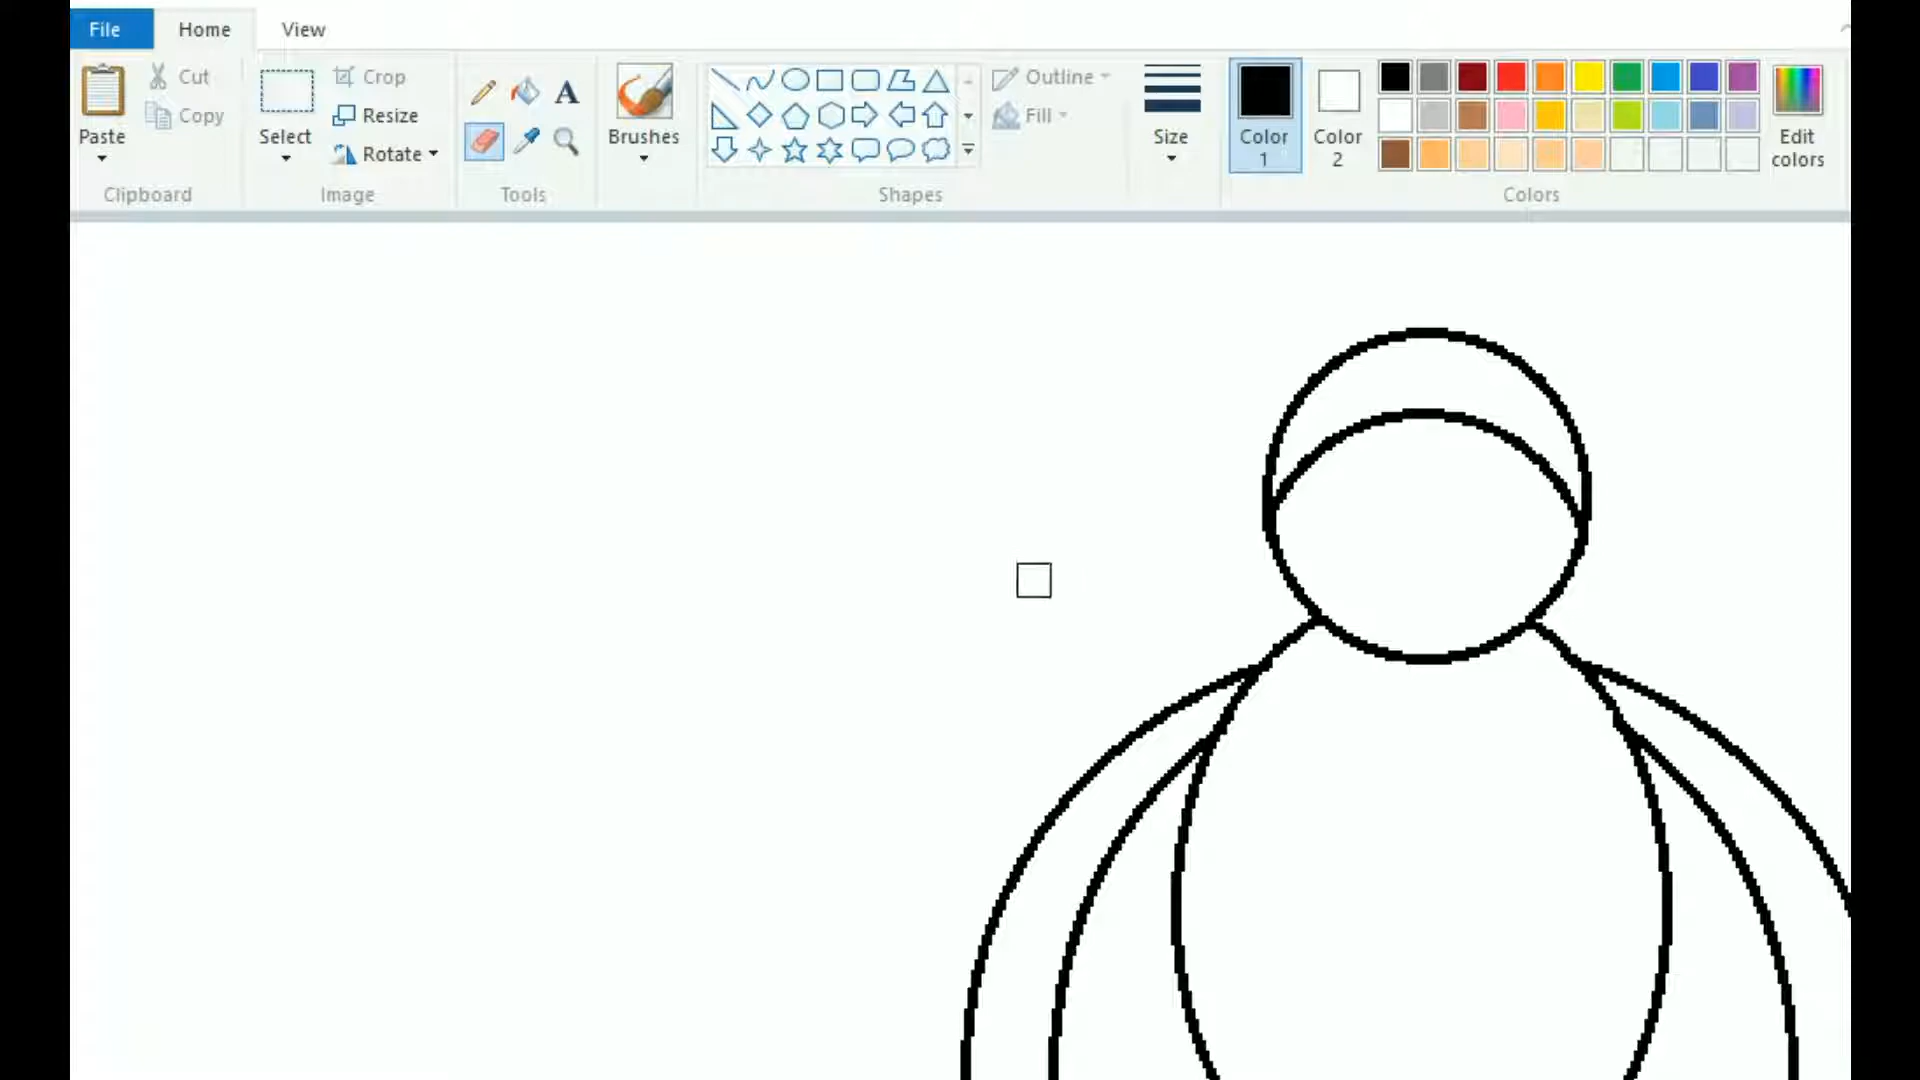 File Home View
Cut Crop Outline
Copy Resize Fill
Paste Select Rotate Brushes Size Color 1 Color 2 Edit colors
Clipboard Image Tools Shapes Colors